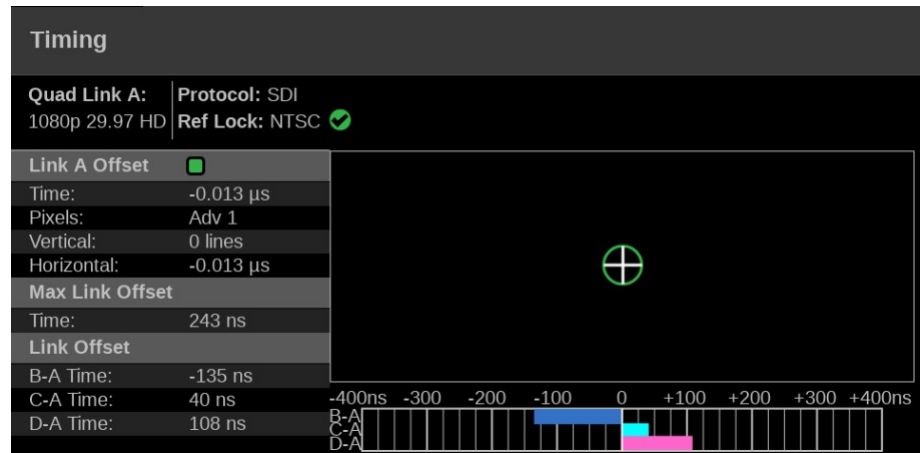 Timing
Quad Link A: Protocol: SDI
1080p 29.97 HD Ref Lock: NTSC
Link A Offset
Time: -0.013 µs
Pixels: Adv 1
Vertical: 0 lines
Horizontal: -0.013 µs
Max Link Offset
Time: 243 ns
Link Offset
B-A Time: -135 ns
C-A Time: 40 ns
D-A Time: 108 ns
-400ns -300 -200 -100 0 +100 +200 +300 +400ns
B-A
C-A
D-A